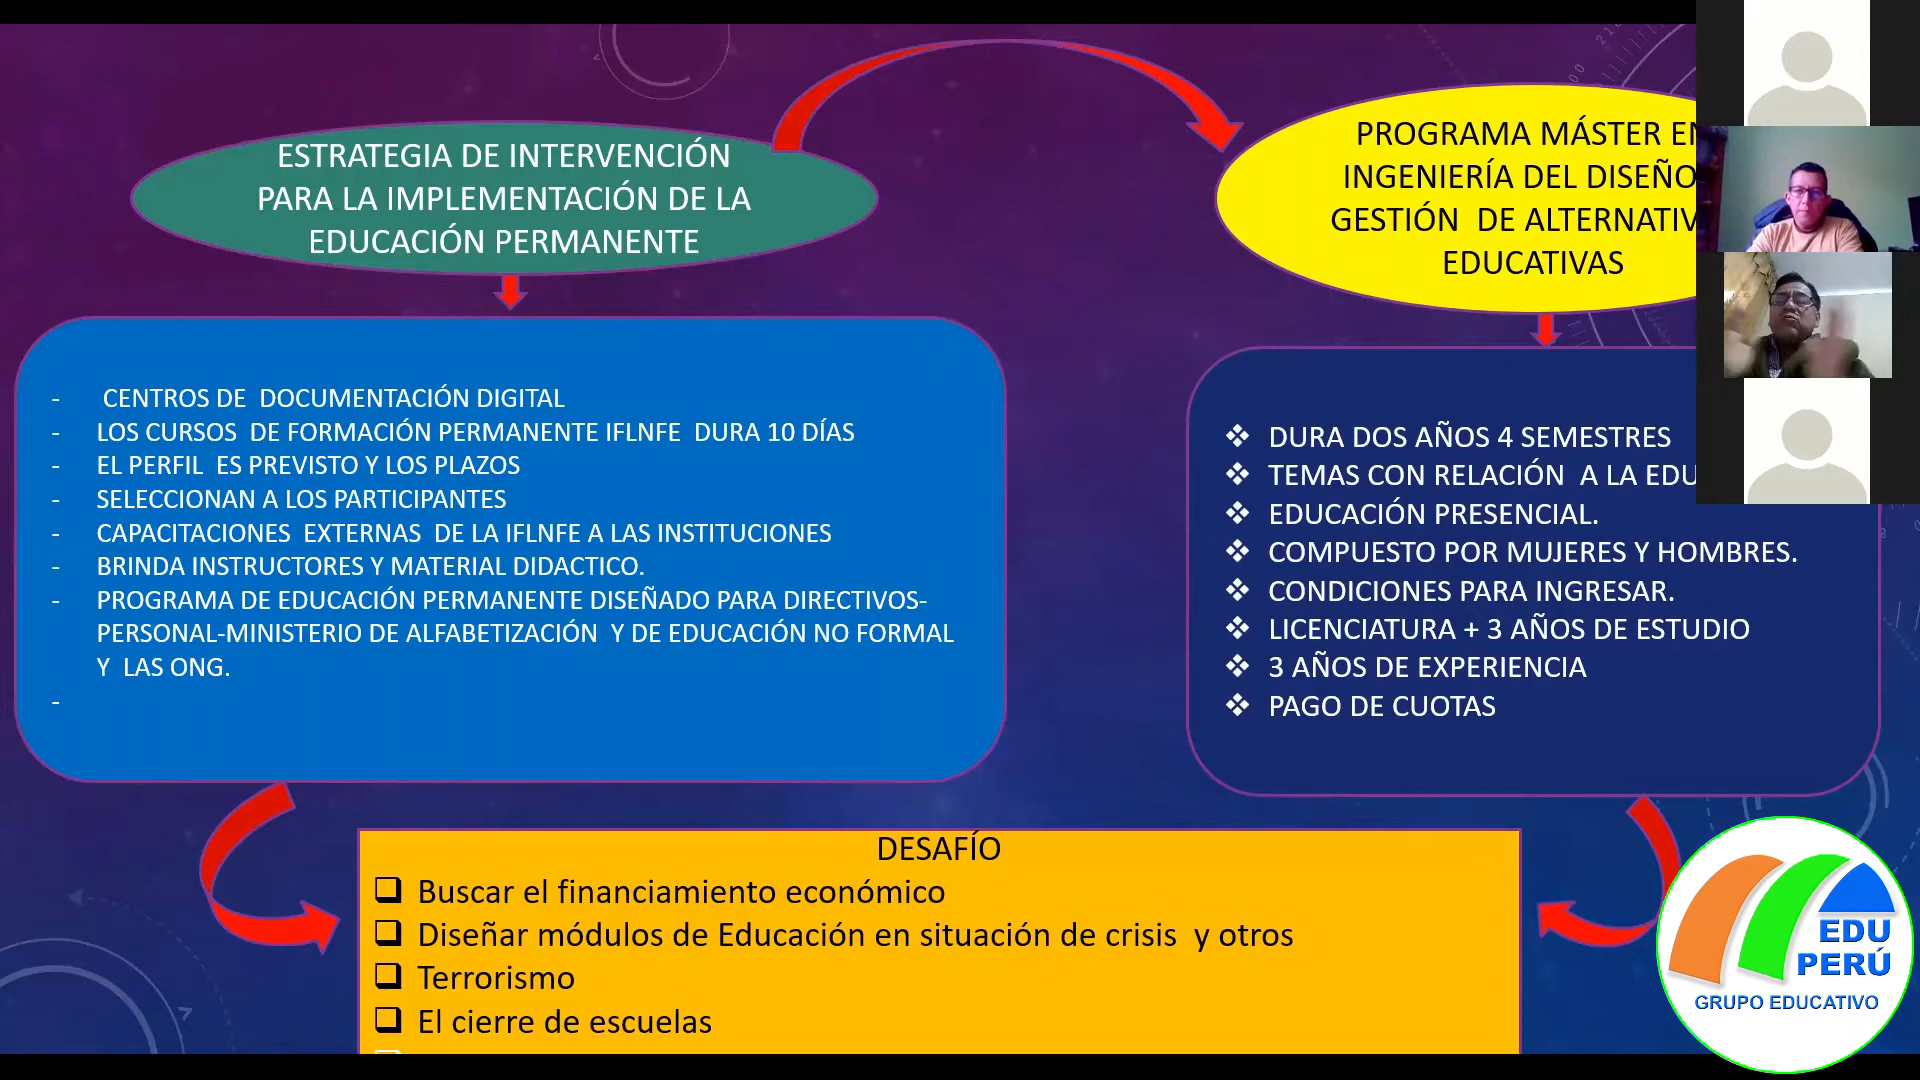 ESTRATEGIA DE INTERVENCIÓN
PARA LA IMPLEMENTACIÓN DE LA
EDUCACIÓN PERMANENTE
PROGRAMA MÁSTER EN
INGENIERÍA DEL DISEÑO
GESTIÓN DE ALTERNATIV
EDUCATIVAS
- CENTROS DE DOCUMENTACIÓN DIGITAL
- LOS CURSOS DE FORMACIÓN PERMANENTE IFLNFE DURA 10 DÍAS
- EL PERFIL ES PREVISTO Y LOS PLAZOS
- SELECCIONAN A LOS PARTICIPANTES
- CAPACITACIONES EXTERNAS DE LA IFLNFE A LAS INSTITUCIONES
- BRINDA INSTRUCTORES Y MATERIAL DIDACTICO.
- PROGRAMA DE EDUCACIÓN PERMANENTE DISEÑADO PARA DIRECTIVOS-
PERSONAL-MINISTERIO DE ALFABETIZACIÓN Y DE EDUCACIÓN NO FORMAL
Y LAS ONG.
-
❖ DURA DOS AÑOS 4 SEMESTRES
❖ TEMAS CON RELACIÓN A LA EDU
❖ EDUCACIÓN PRESENCIAL.
❖ COMPUESTO POR MUJERES Y HOMBRES.
❖ CONDICIONES PARA INGRESAR.
❖ LICENCIATURA + 3 AÑOS DE ESTUDIO
❖ 3 AÑOS DE EXPERIENCIA
❖ PAGO DE CUOTAS
DESAFÍO
❑ Buscar el financiamiento económico
❑ Diseñar módulos de Educación en situación de crisis y otros
❑ Terrorismo
❑ El cierre de escuelas
EDU
PERÚ
GRUPO EDUCATIVO